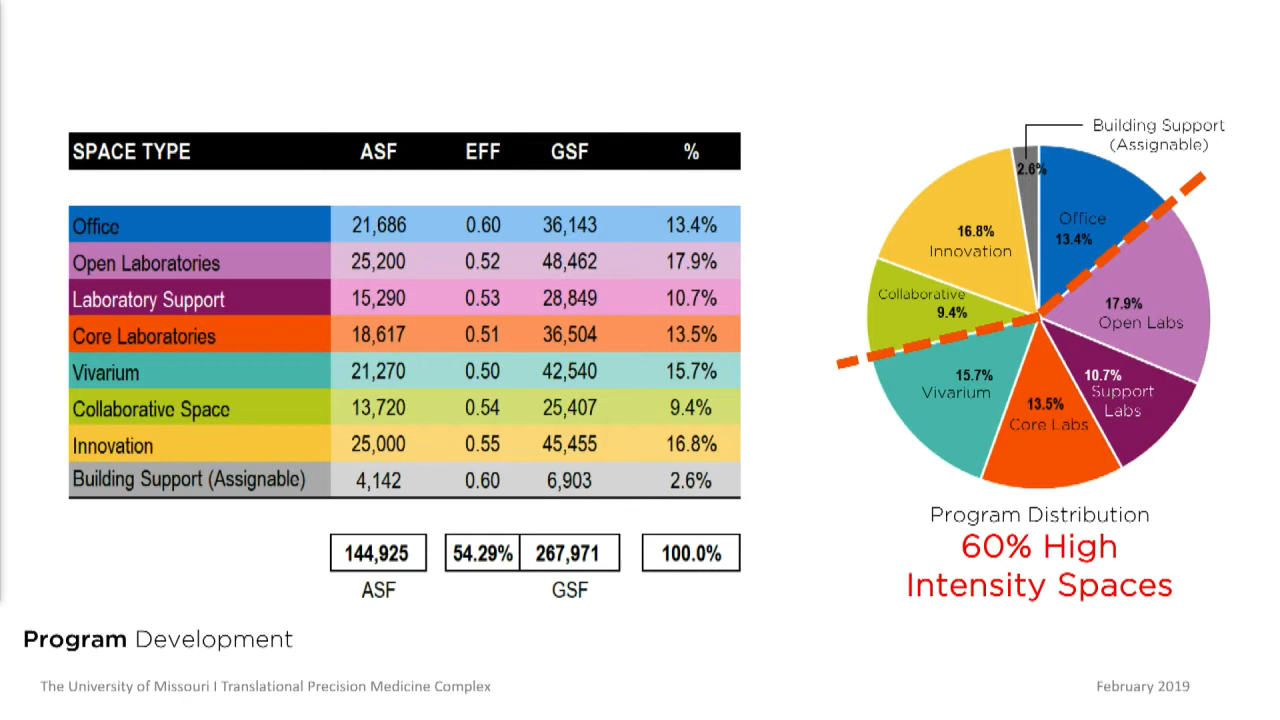 SPACE TYPE ASF EFF GSF %
Office 21,686 0.60 36,143 13.4%
Open Laboratories 25,200 0.52 48,462 17.9%
Laboratory Support 15,290 0.53 28,849 10.7%
Core Laboratories 18,617 0.51 36,504 13.5%
Vivarium 21,270 0.50 42,540 15.7%
Collaborative Space 13,720 0.54 25,407 9.4%
Innovation 25,000 0.55 45,455 16.8%
Building Support (Assignable) 4,142 0.60 6,903 2.6%
144,925 54.29% 267,971 100.0%
ASF GSF
Building Support
(Assignable)
2.6%
Office
13.4%
16.8%
Innovation
Collaborative
9.4%
17.9%
Open Labs
15.7%
Vivarium
10.7%
Support
Labs
13.5%
Core Labs
Program Distribution
60% High
Intensity Spaces
Program Development
The University of Missouri I Translational Precision Medicine Complex
February 2019